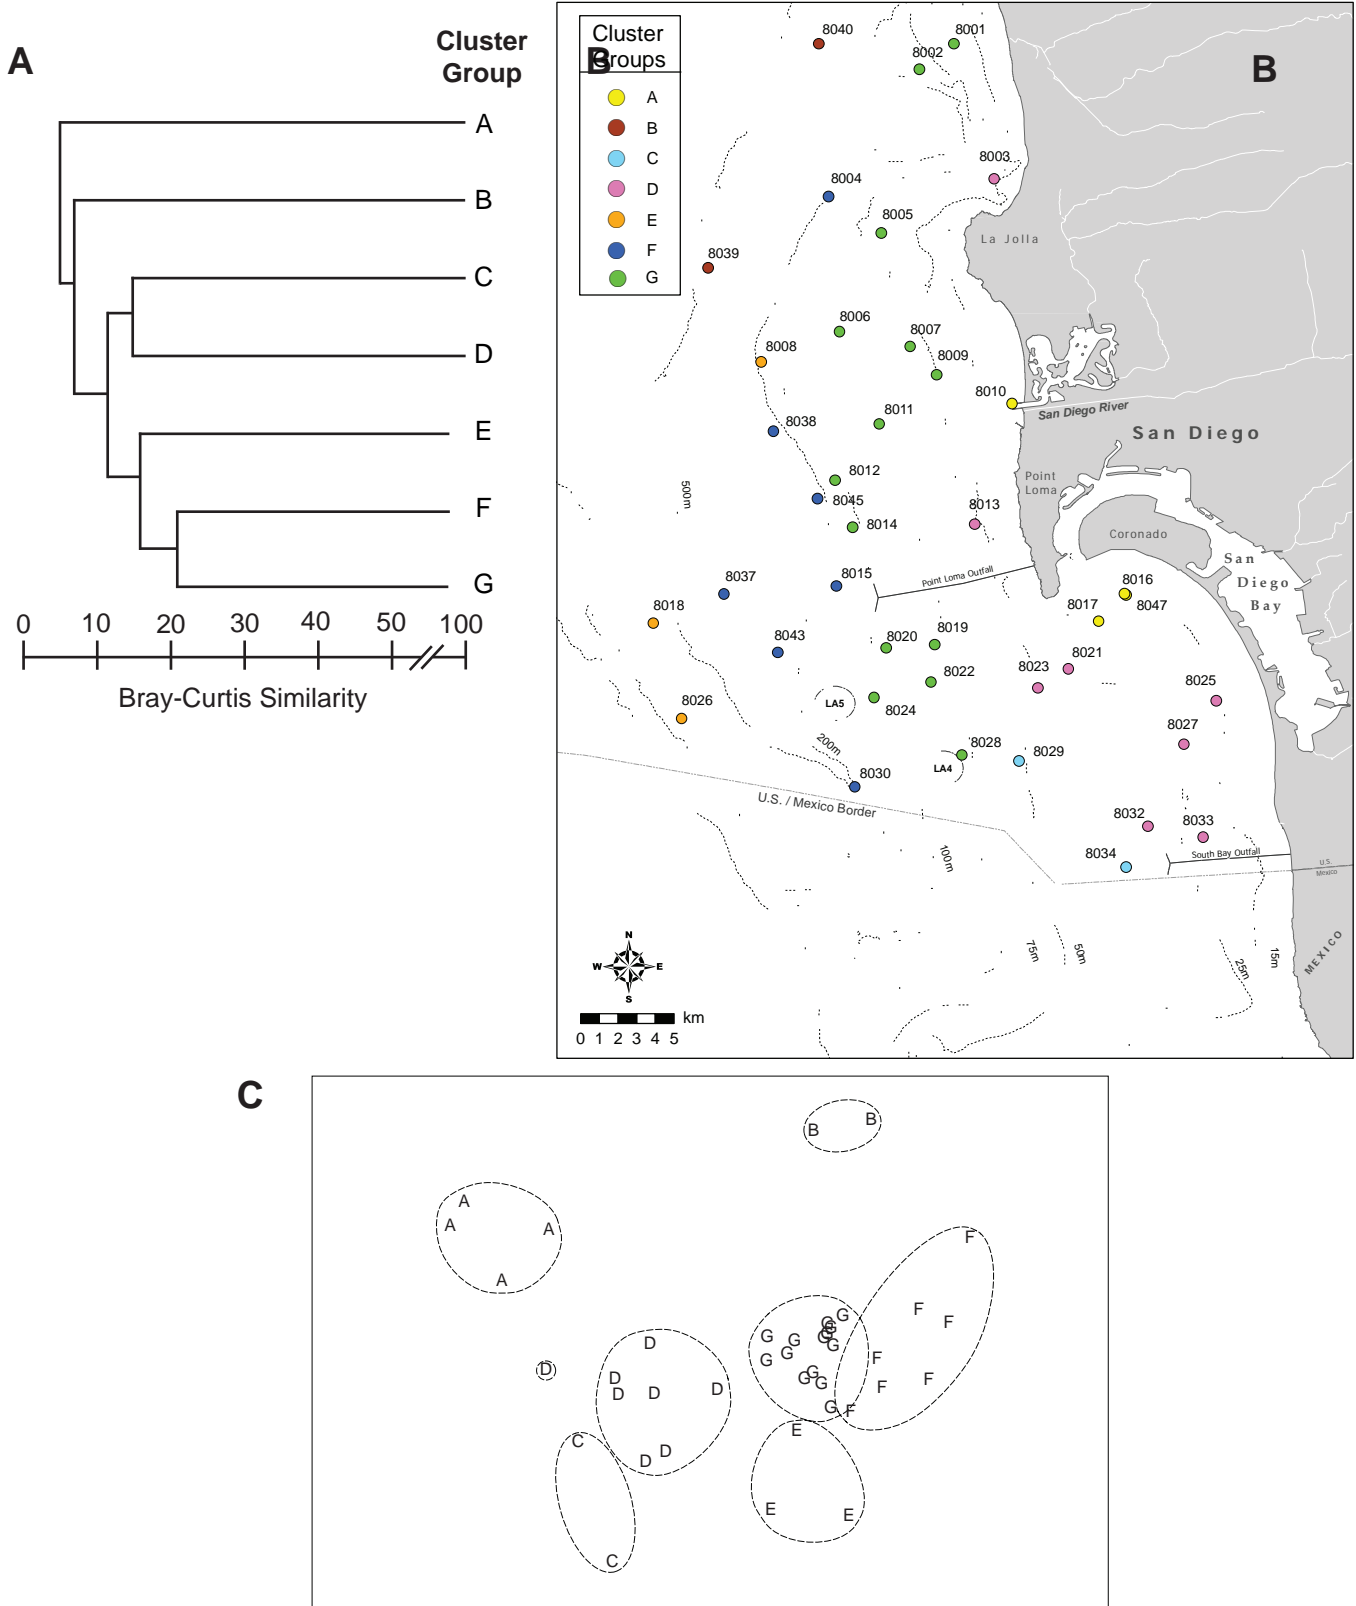 A
Cluster
Group
A
B
C
D
E
F
G
0 10 20 30 40 50 100
Bray-Curtis Similarity
B
Cluster
Groups
B
A
B
C
D
E
F
G
8040
8001
8002
8003
8004
8005
La Jolla
8039
8006
8007
8008
8009
8010
San Diego River
8038
8011
San Diego
8012
Point
Loma
500m
8045
8013
8014
Coronado
San
Diego
Bay
8037
8015
Point Loma Outfall
8016
8047
8018
8017
8043
8020
8019
8021
8023
8022
8025
8026
LA5
8024
8027
200m
8028
8029
LA4
8030
U.S. / Mexico Border
8032
8033
8034
South Bay Outfall
U.S.
Mexico
100m
75m
50m
25m
15m
MEXICO
N
W E
S
km
0 1 2 3 4 5
C
B
B
A
A
A
A
F
F
F
G
G
G
G
G
G
G
G
G
G
G
G
G
G
F
F
F
F
D
D
D
D
D
D
D
D
D
E
E
E
C
C